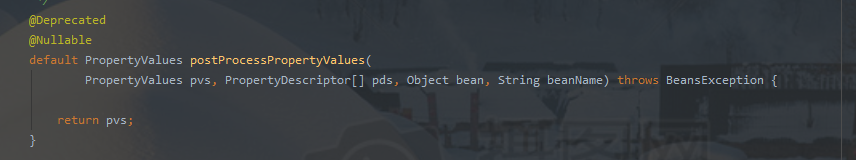 */
@Deprecated
@Nullable
default PropertyValues postProcessPropertyValues(
PropertyValues pvs, PropertyDescriptor[] pds, Object bean, String beanName) throws BeansException {
return pvs;
}